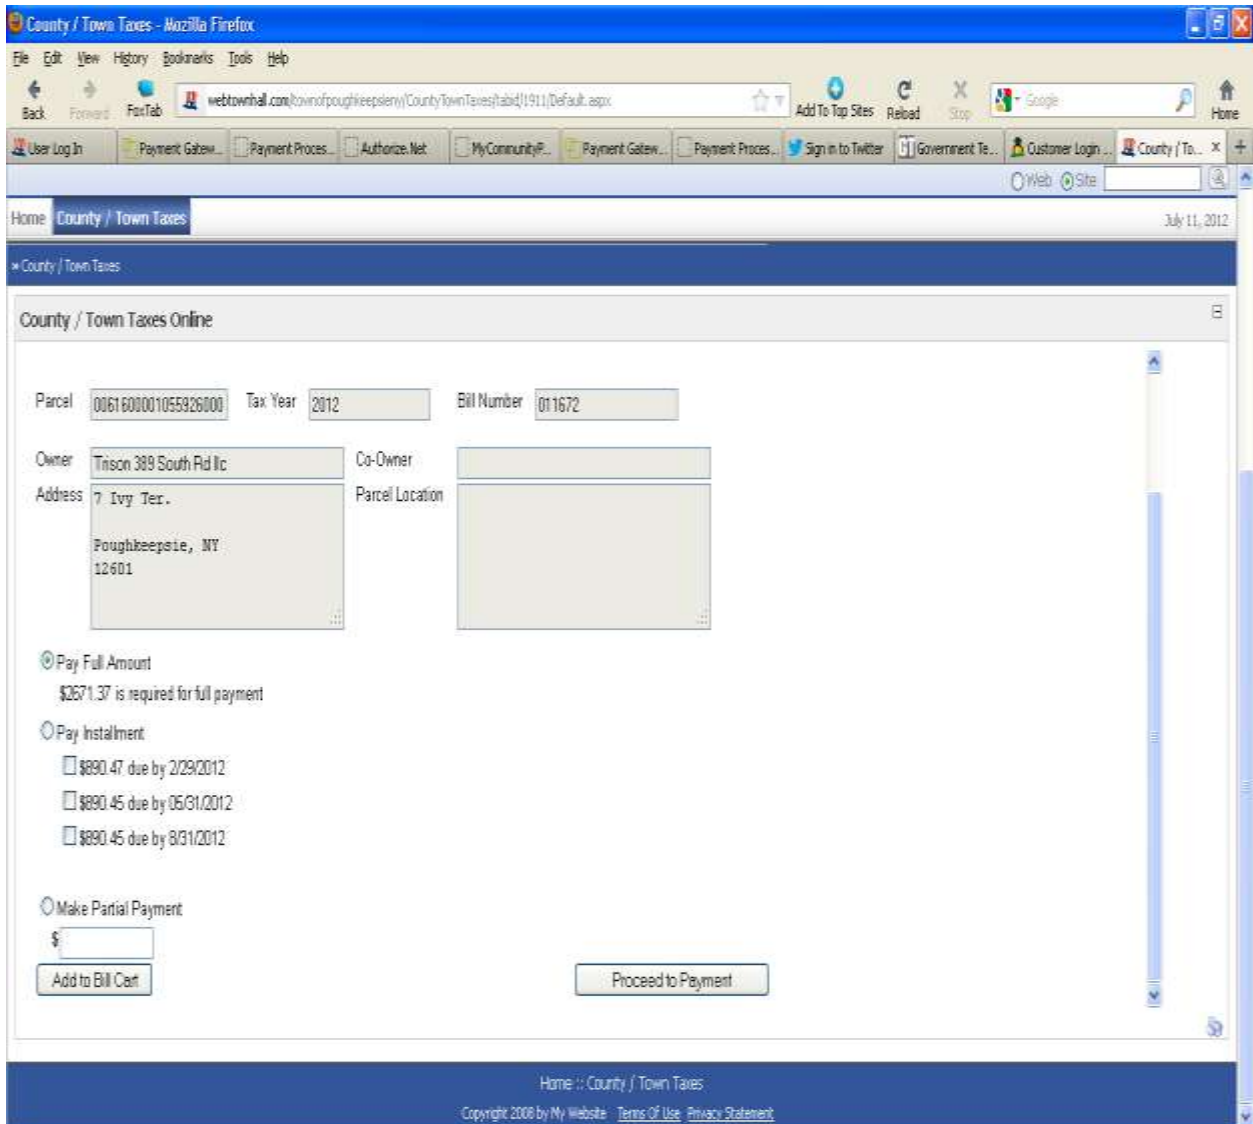 County / Town Taxes - Mozilla Firefox
File Edit View History Bookmarks Tools Help
Back Forward FoxTab webtownhall.com/townofpoughkeepsieny/CountyTownTaxes/tabid/1911/Default.aspx Add To Top Sites Reload Stop Google Home
User Log In Payment Gatew... Payment Proces... Authorize.Net MyCommunityP... Payment Gatew... Payment Proces... Sign in to Twitter Government Te... Customer Login ... County / To... × +
Web Site
Home County / Town Taxes July 11, 2012
» County / Town Taxes
County / Town Taxes Online
Parcel 0061600001055926000 Tax Year 2012 Bill Number 011672
Owner Trison 389 South Rd llc Co-Owner
Address 7 Ivy Ter. Parcel Location
Poughkeepsie, NY
12601
Pay Full Amount
$2671.37 is required for full payment
Pay Installment
$890.47 due by 2/29/2012
$890.45 due by 05/31/2012
$890.45 due by 8/31/2012
Make Partial Payment
$
Add to Bill Cart Proceed to Payment
Home :: County / Town Taxes
Copyright 2008 by My Website Terms Of Use Privacy Statement